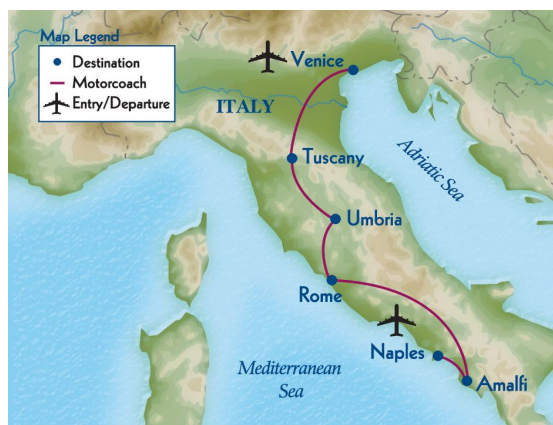 Map Legend
Destination
Motorcoach
Entry/Departure
Venice
ITALY
Tuscany
Adriatic Sea
Umbria
Rome
Naples
Amalfi
Mediterranean
Sea